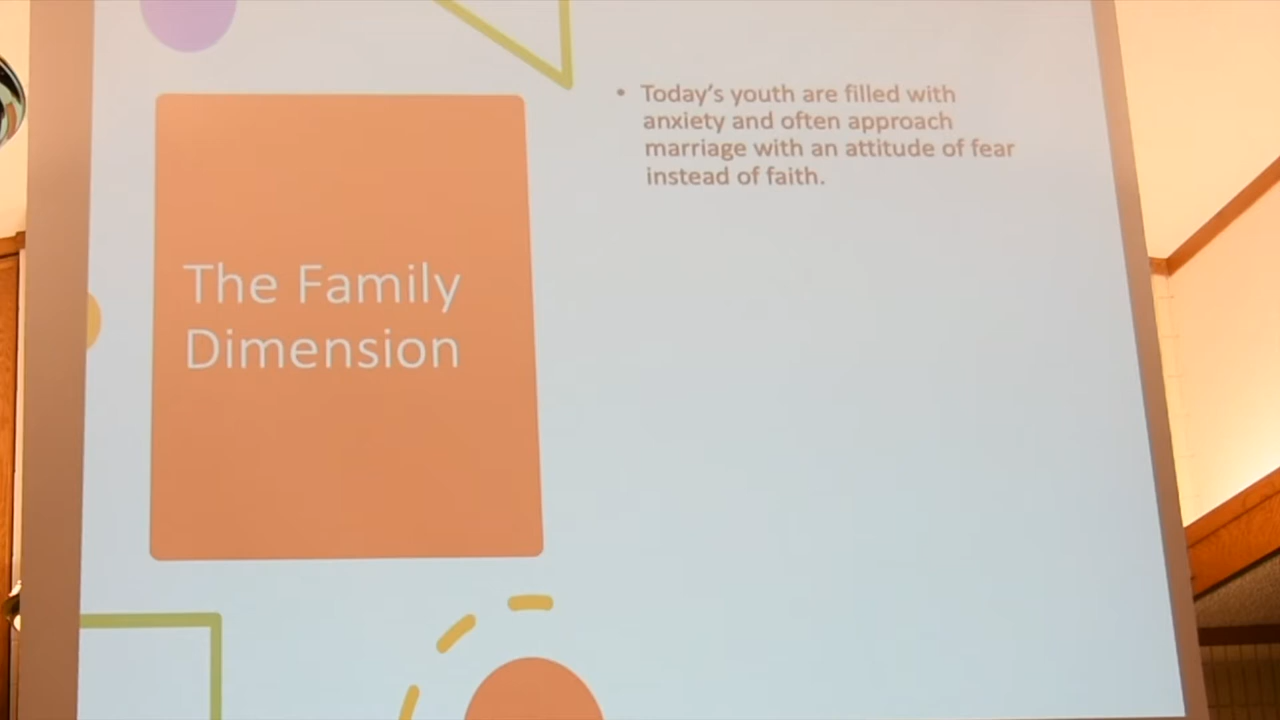 The Family
Dimension
• Today's youth are filled with
anxiety and often approach
marriage with an attitude of fear
instead of faith.